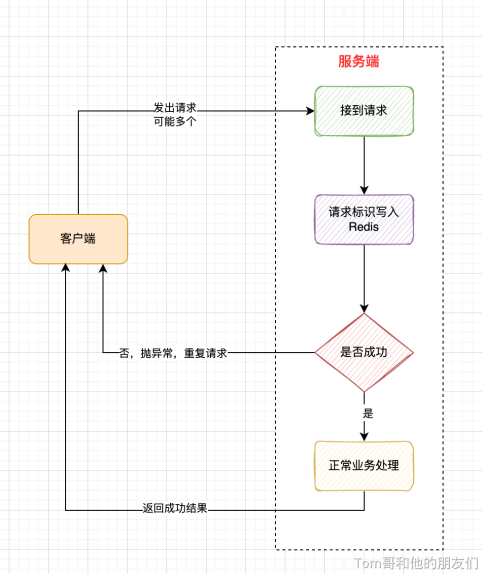 服务端
发出请求
可能多个
接到请求
请求标识写入
Redis
客户端
是否成功
否，抛异常，重复请求
是
正常业务处理
返回成功结果
Tom哥和他的朋友们